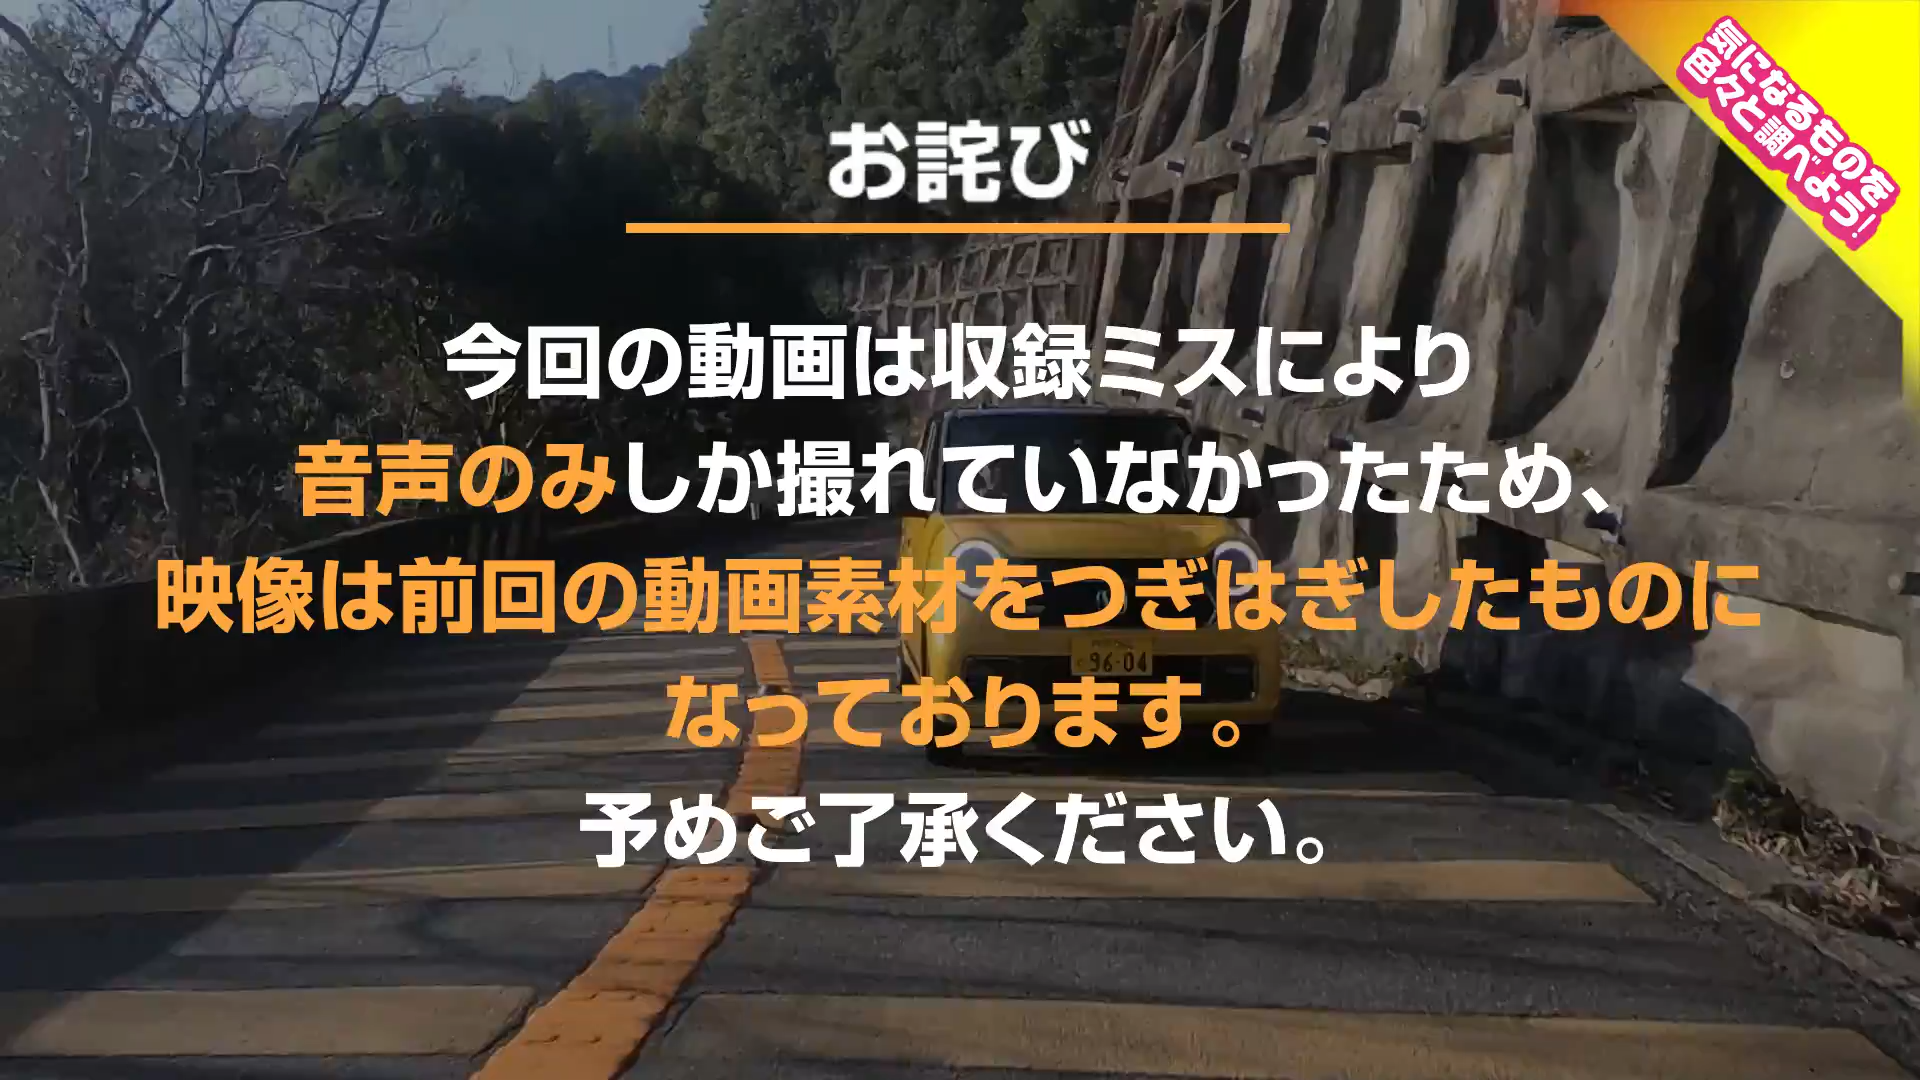 気になるものを
色々と調べよう!
お詫び
今回の動画は収録ミスにより
音声のみしか撮れていなかったため、
映像は前回の動画素材をつぎはぎしたものに
なっております。
96-04
予めご了承ください。